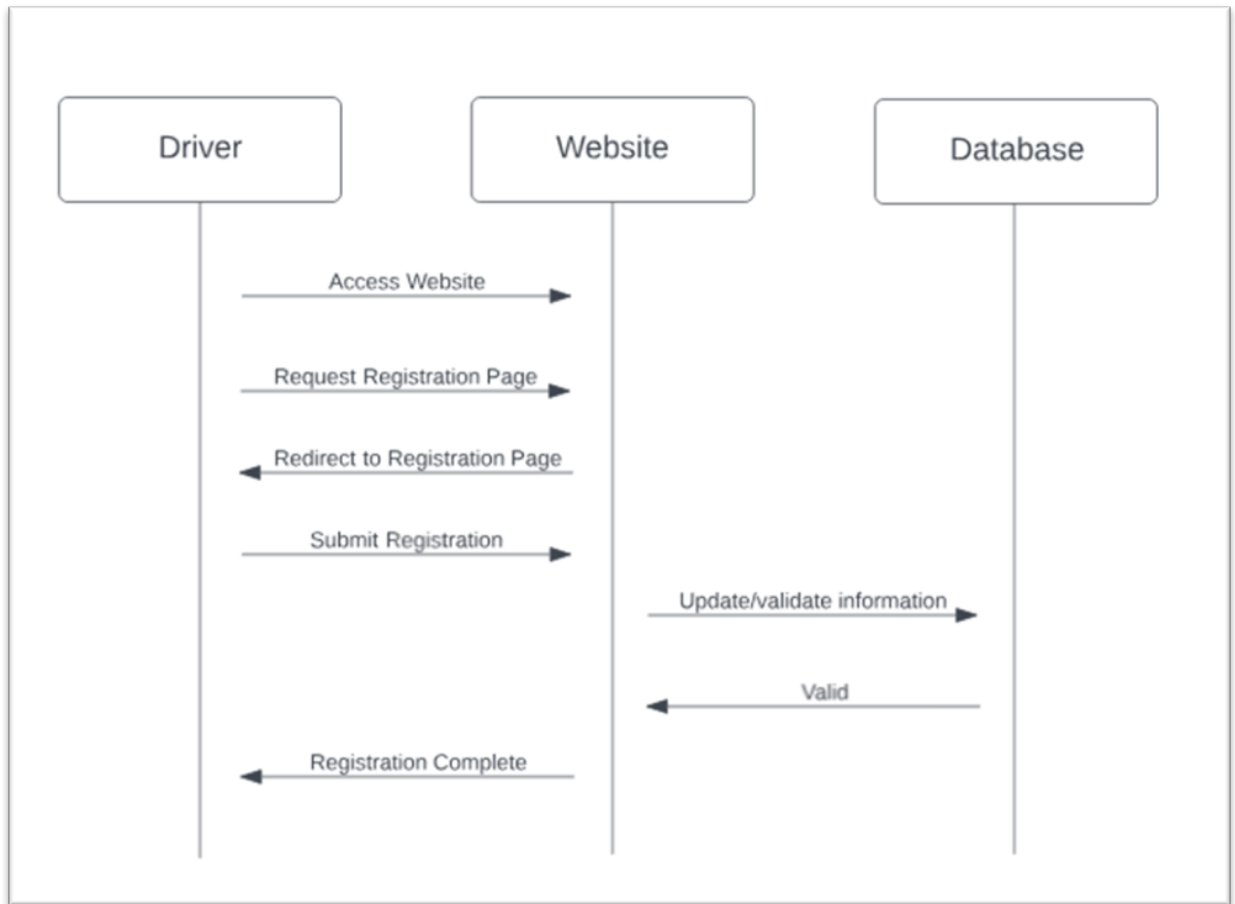 Driver
Website
Database
Access Website
Request Registration Page
Redirect to Registration Page
Submit Registration
Update/validate information
Valid
Registration Complete